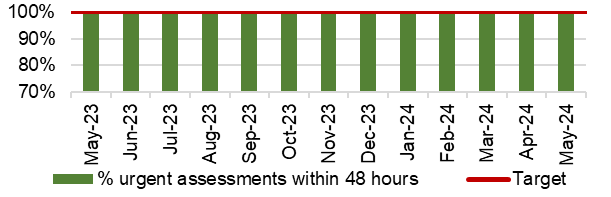 100%
90%
80%
70%
May-23
Jun-23
Jul-23
Aug-23
Sep-23
Oct-23
Nov-23
Dec-23
Jan-24
Feb-24
Mar-24
Apr-24
May-24
% urgent assessments within 48 hours
Target